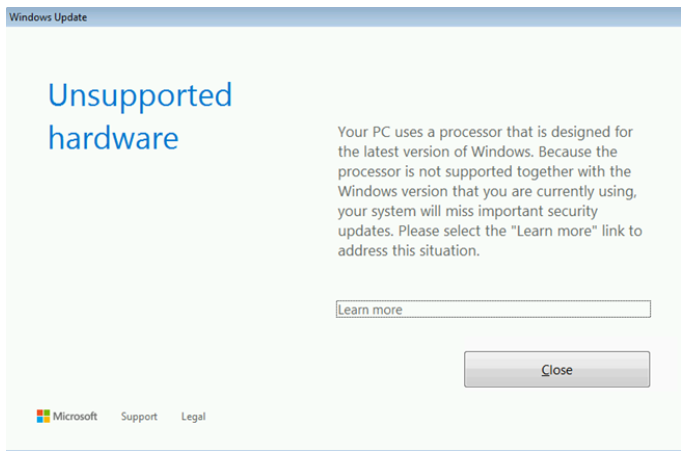 Windows Update
Unsupported
hardware
Your PC uses a processor that is designed for
the latest version of Windows. Because the
processor is not supported together with the
Windows version that you are currently using,
your system will miss important security
updates. Please select the "Learn more" link to
address this situation.
Learn more
Close
Microsoft Support Legal